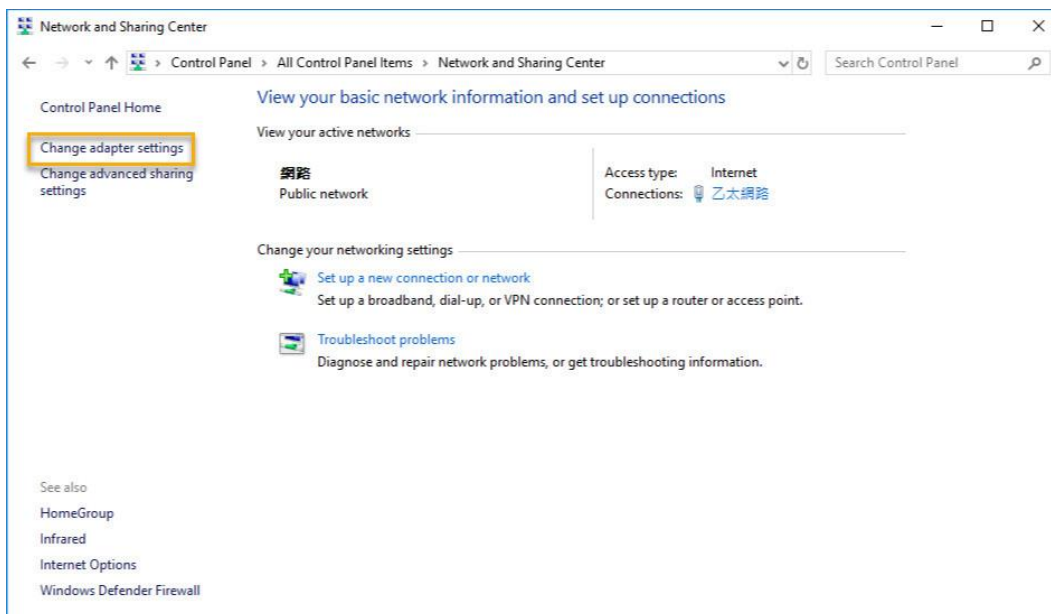 Network and Sharing Center
Control Panel > All Control Panel Items > Network and Sharing Center
Search Control Panel
Control Panel Home
Change adapter settings
Change advanced sharing
settings
View your basic network information and set up connections
View your active networks
網路
Public network
Access type: Internet
Connections: 乙太網路
Change your networking settings
Set up a new connection or network
Set up a broadband, dial-up, or VPN connection; or set up a router or access point.
Troubleshoot problems
Diagnose and repair network problems, or get troubleshooting information.
See also
HomeGroup
Infrared
Internet Options
Windows Defender Firewall